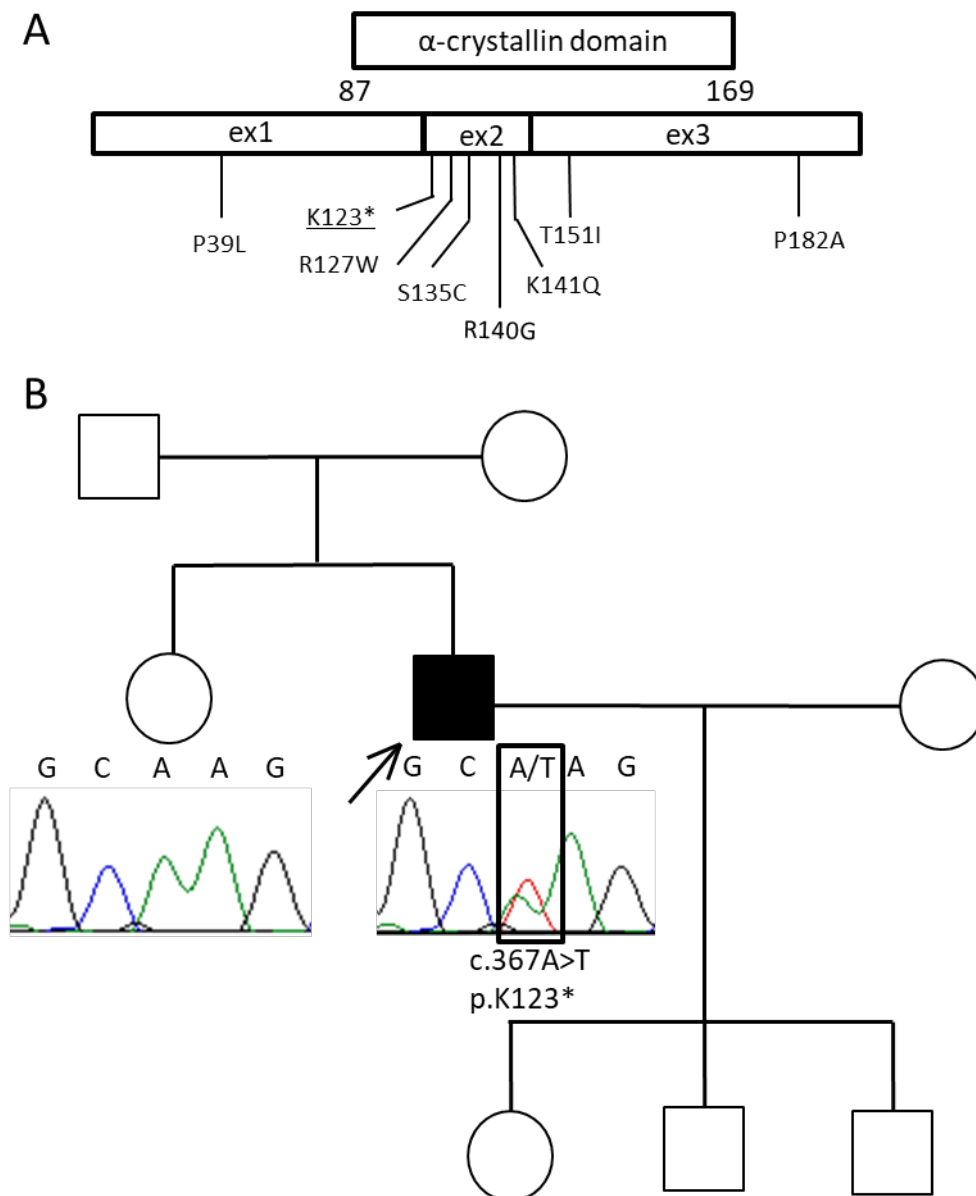 A
α-crystallin domain
87 169
ex1 ex2 ex3
P39L
K123*
R127W
S135C
R140G
K141Q
T151I
P182A
B
G C A A G
G C A/T A G
c.367A>T
p.K123*